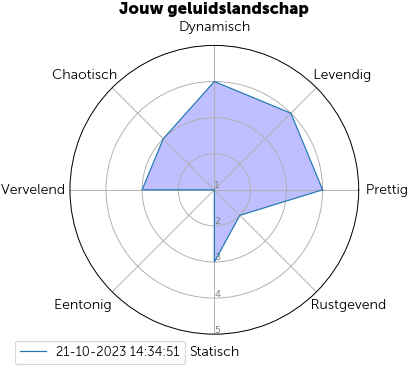 Jouw geluidslandschap
Dynamisch
Chaotisch
Levendig
Vervelend
1
Prettig
2
3
Eentonig
4
Rustgevend
5
21-10-2023 14:34:51
Statisch